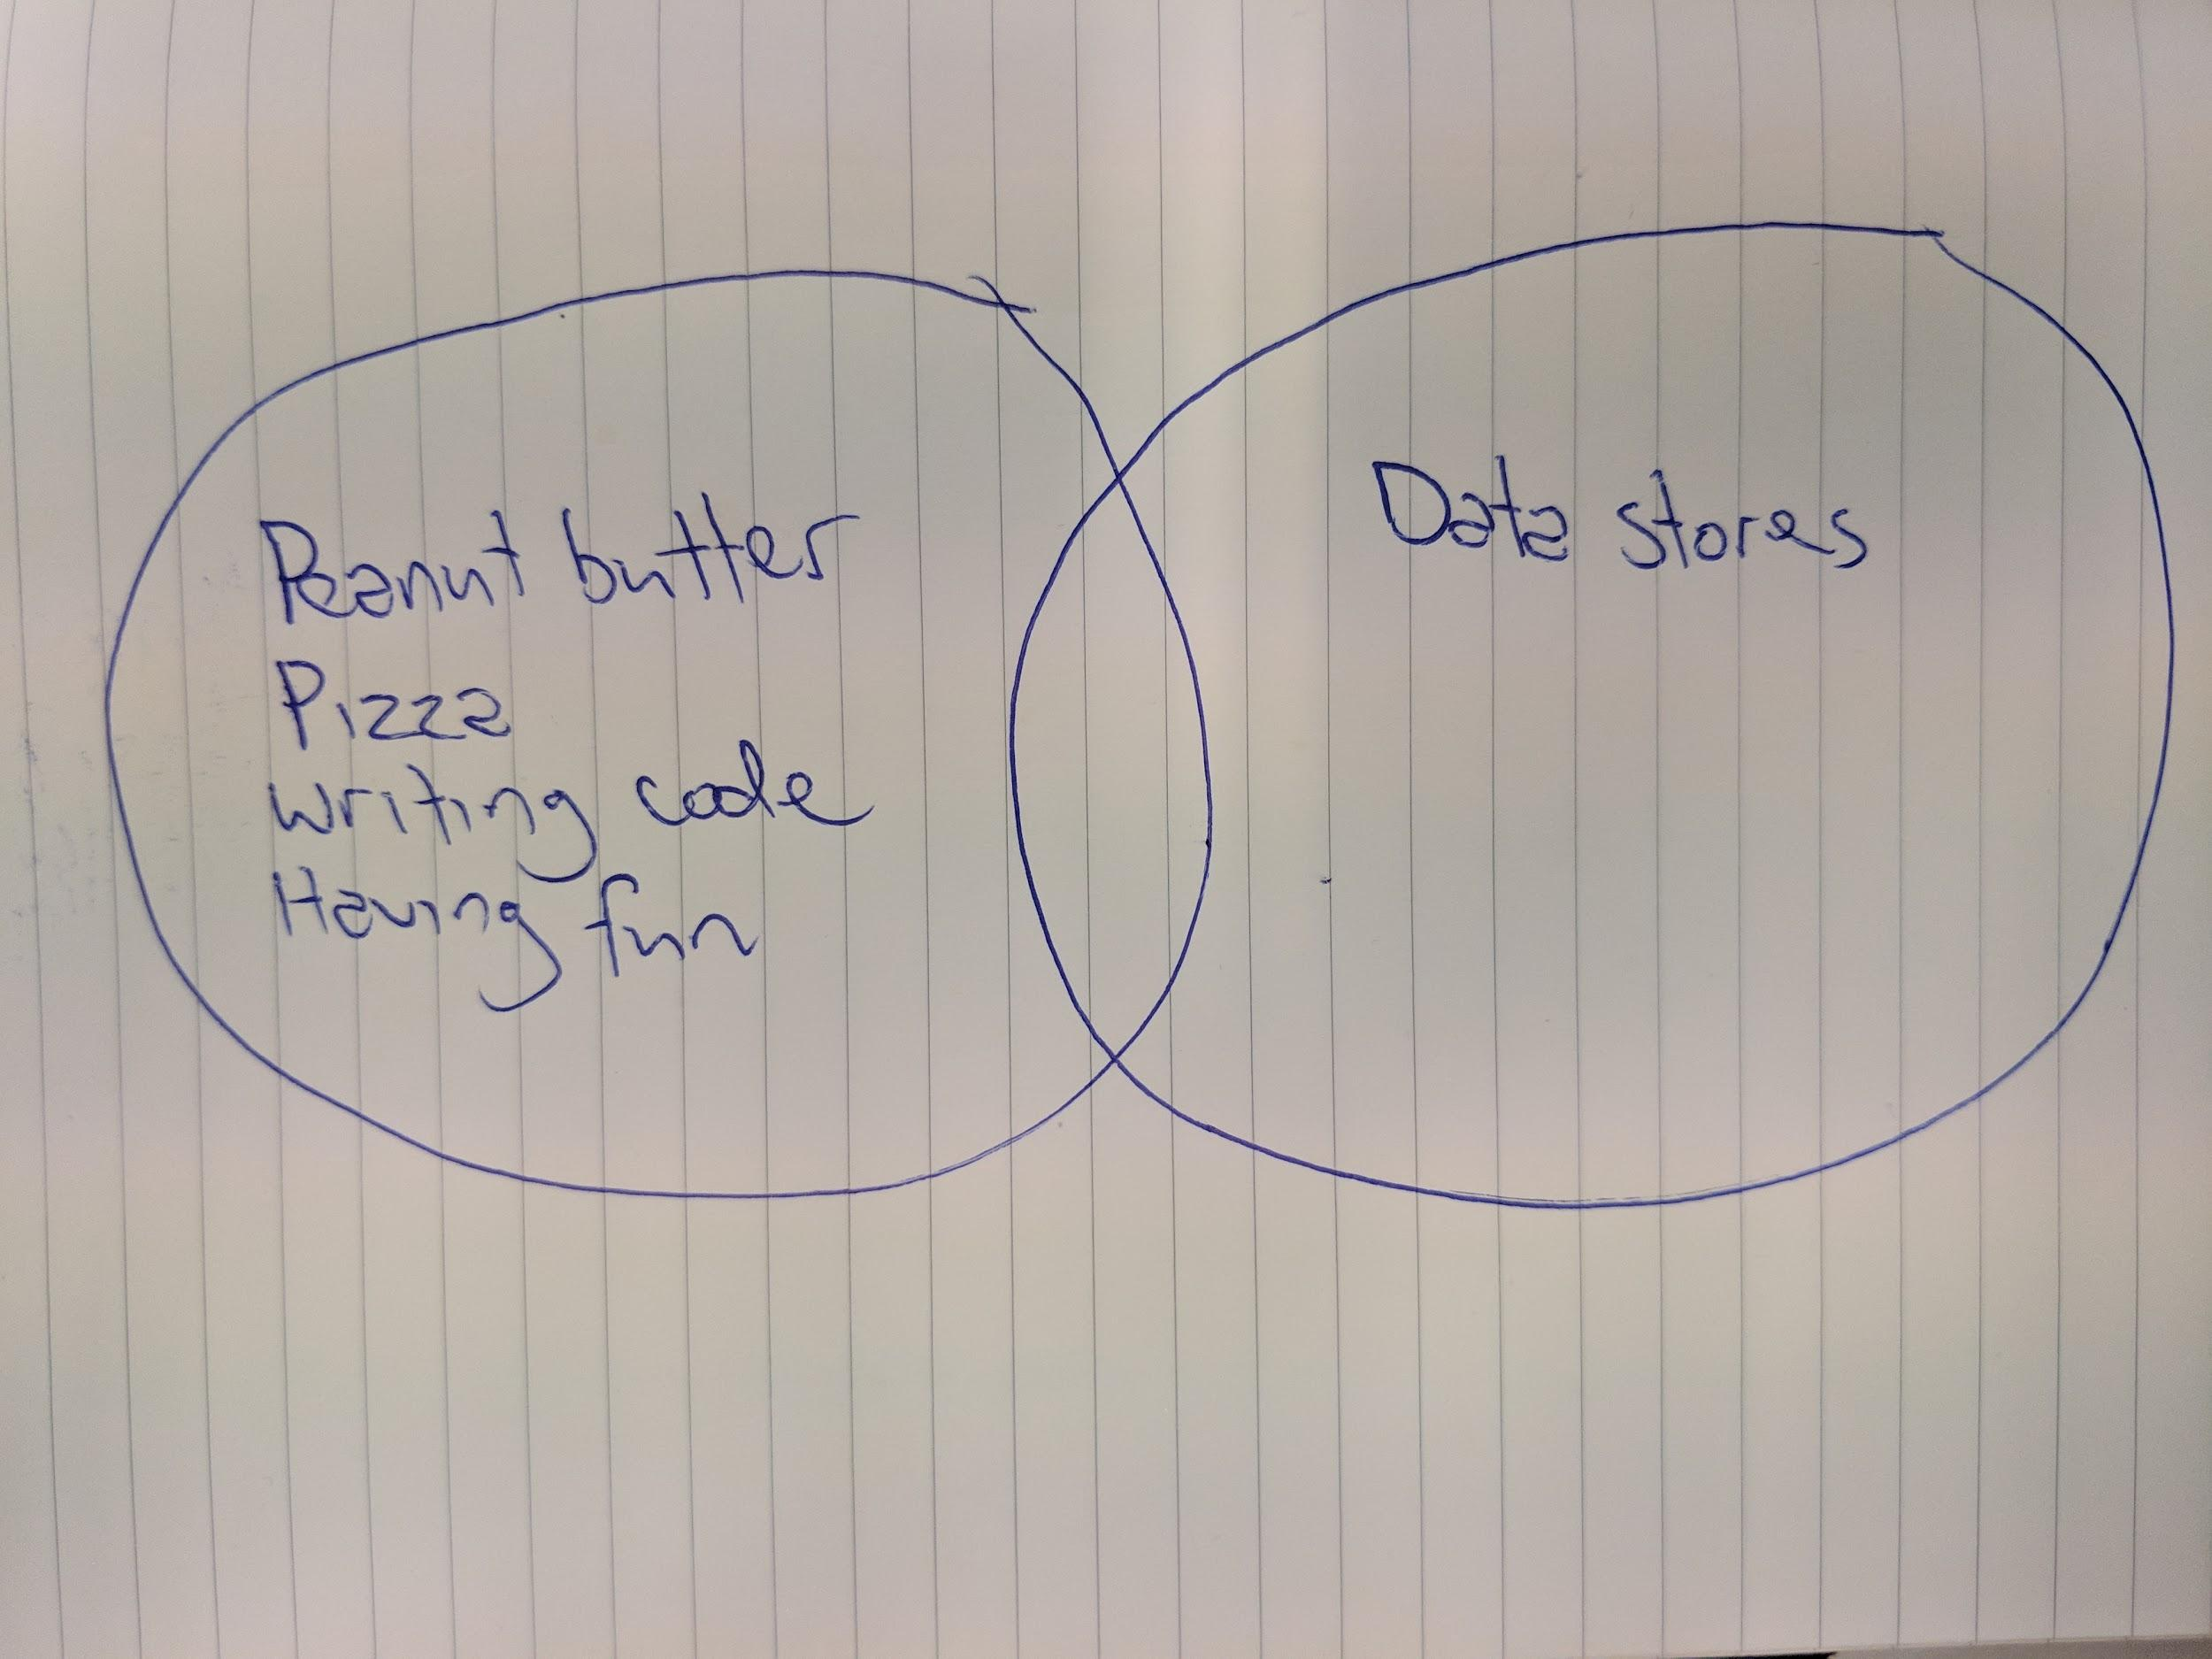 Peanut butter
Pizza
writing code
Having fun
Data stores